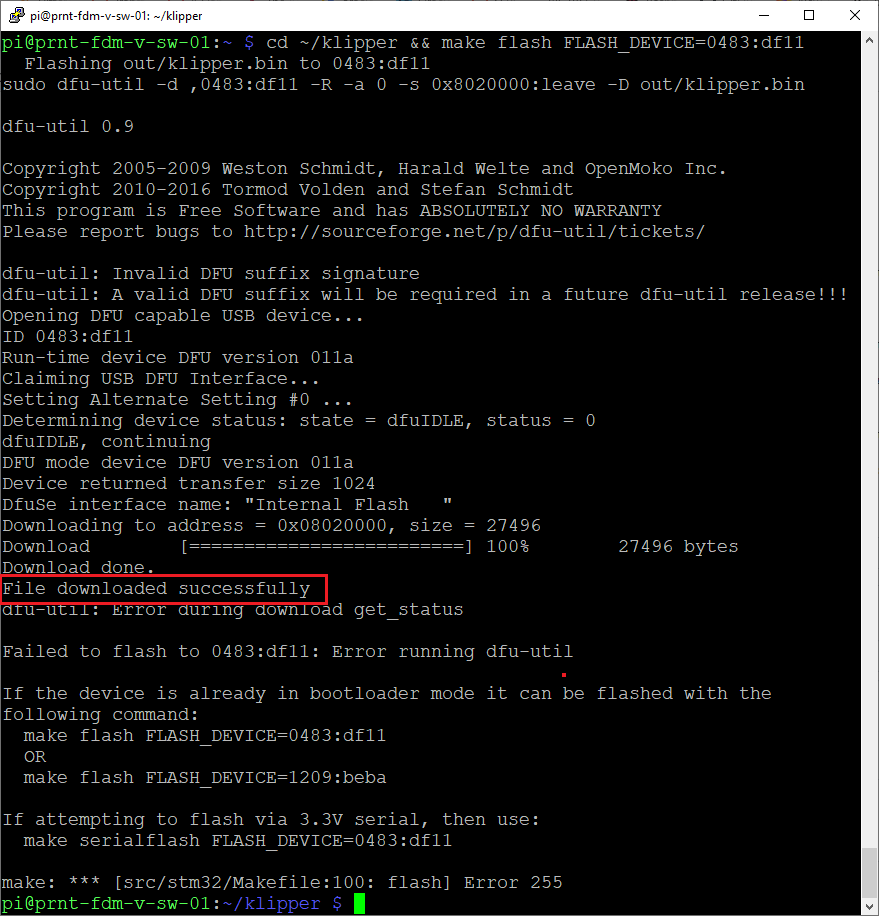 pi@prnt-fdm-v-sw-01: ~/klipper
pi@prnt-fdm-v-sw-01:~ $ cd ~/klipper && make flash FLASH_DEVICE=0483:df11
  Flashing out/klipper.bin to 0483:df11
sudo dfu-util -d ,0483:df11 -R -a 0 -s 0x8020000:leave -D out/klipper.bin

dfu-util 0.9

Copyright 2005-2009 Weston Schmidt, Harald Welte and OpenMoko Inc.
Copyright 2010-2016 Tormod Volden and Stefan Schmidt
This program is Free Software and has ABSOLUTELY NO WARRANTY
Please report bugs to http://sourceforge.net/p/dfu-util/tickets/

dfu-util: Invalid DFU suffix signature
dfu-util: A valid DFU suffix will be required in a future dfu-util release!!!
Opening DFU capable USB device...
ID 0483:df11
Run-time device DFU version 011a
Claiming USB DFU Interface...
Setting Alternate Setting #0 ...
Determining device status: state = dfuIDLE, status = 0
dfuIDLE, continuing
DFU mode device DFU version 011a
Device returned transfer size 1024
DfuSe interface name: "Internal Flash   "
Downloading to address = 0x08020000, size = 27496
Download        [=========================] 100%        27496 bytes
Download done.
File downloaded successfully
dfu-util: Error during download get_status

Failed to flash to 0483:df11: Error running dfu-util

If the device is already in bootloader mode it can be flashed with the
following command:
  make flash FLASH_DEVICE=0483:df11
  OR
  make flash FLASH_DEVICE=1209:beba

If attempting to flash via 3.3V serial, then use:
  make serialflash FLASH_DEVICE=0483:df11

make: *** [src/stm32/Makefile:100: flash] Error 255
pi@prnt-fdm-v-sw-01:~/klipper $